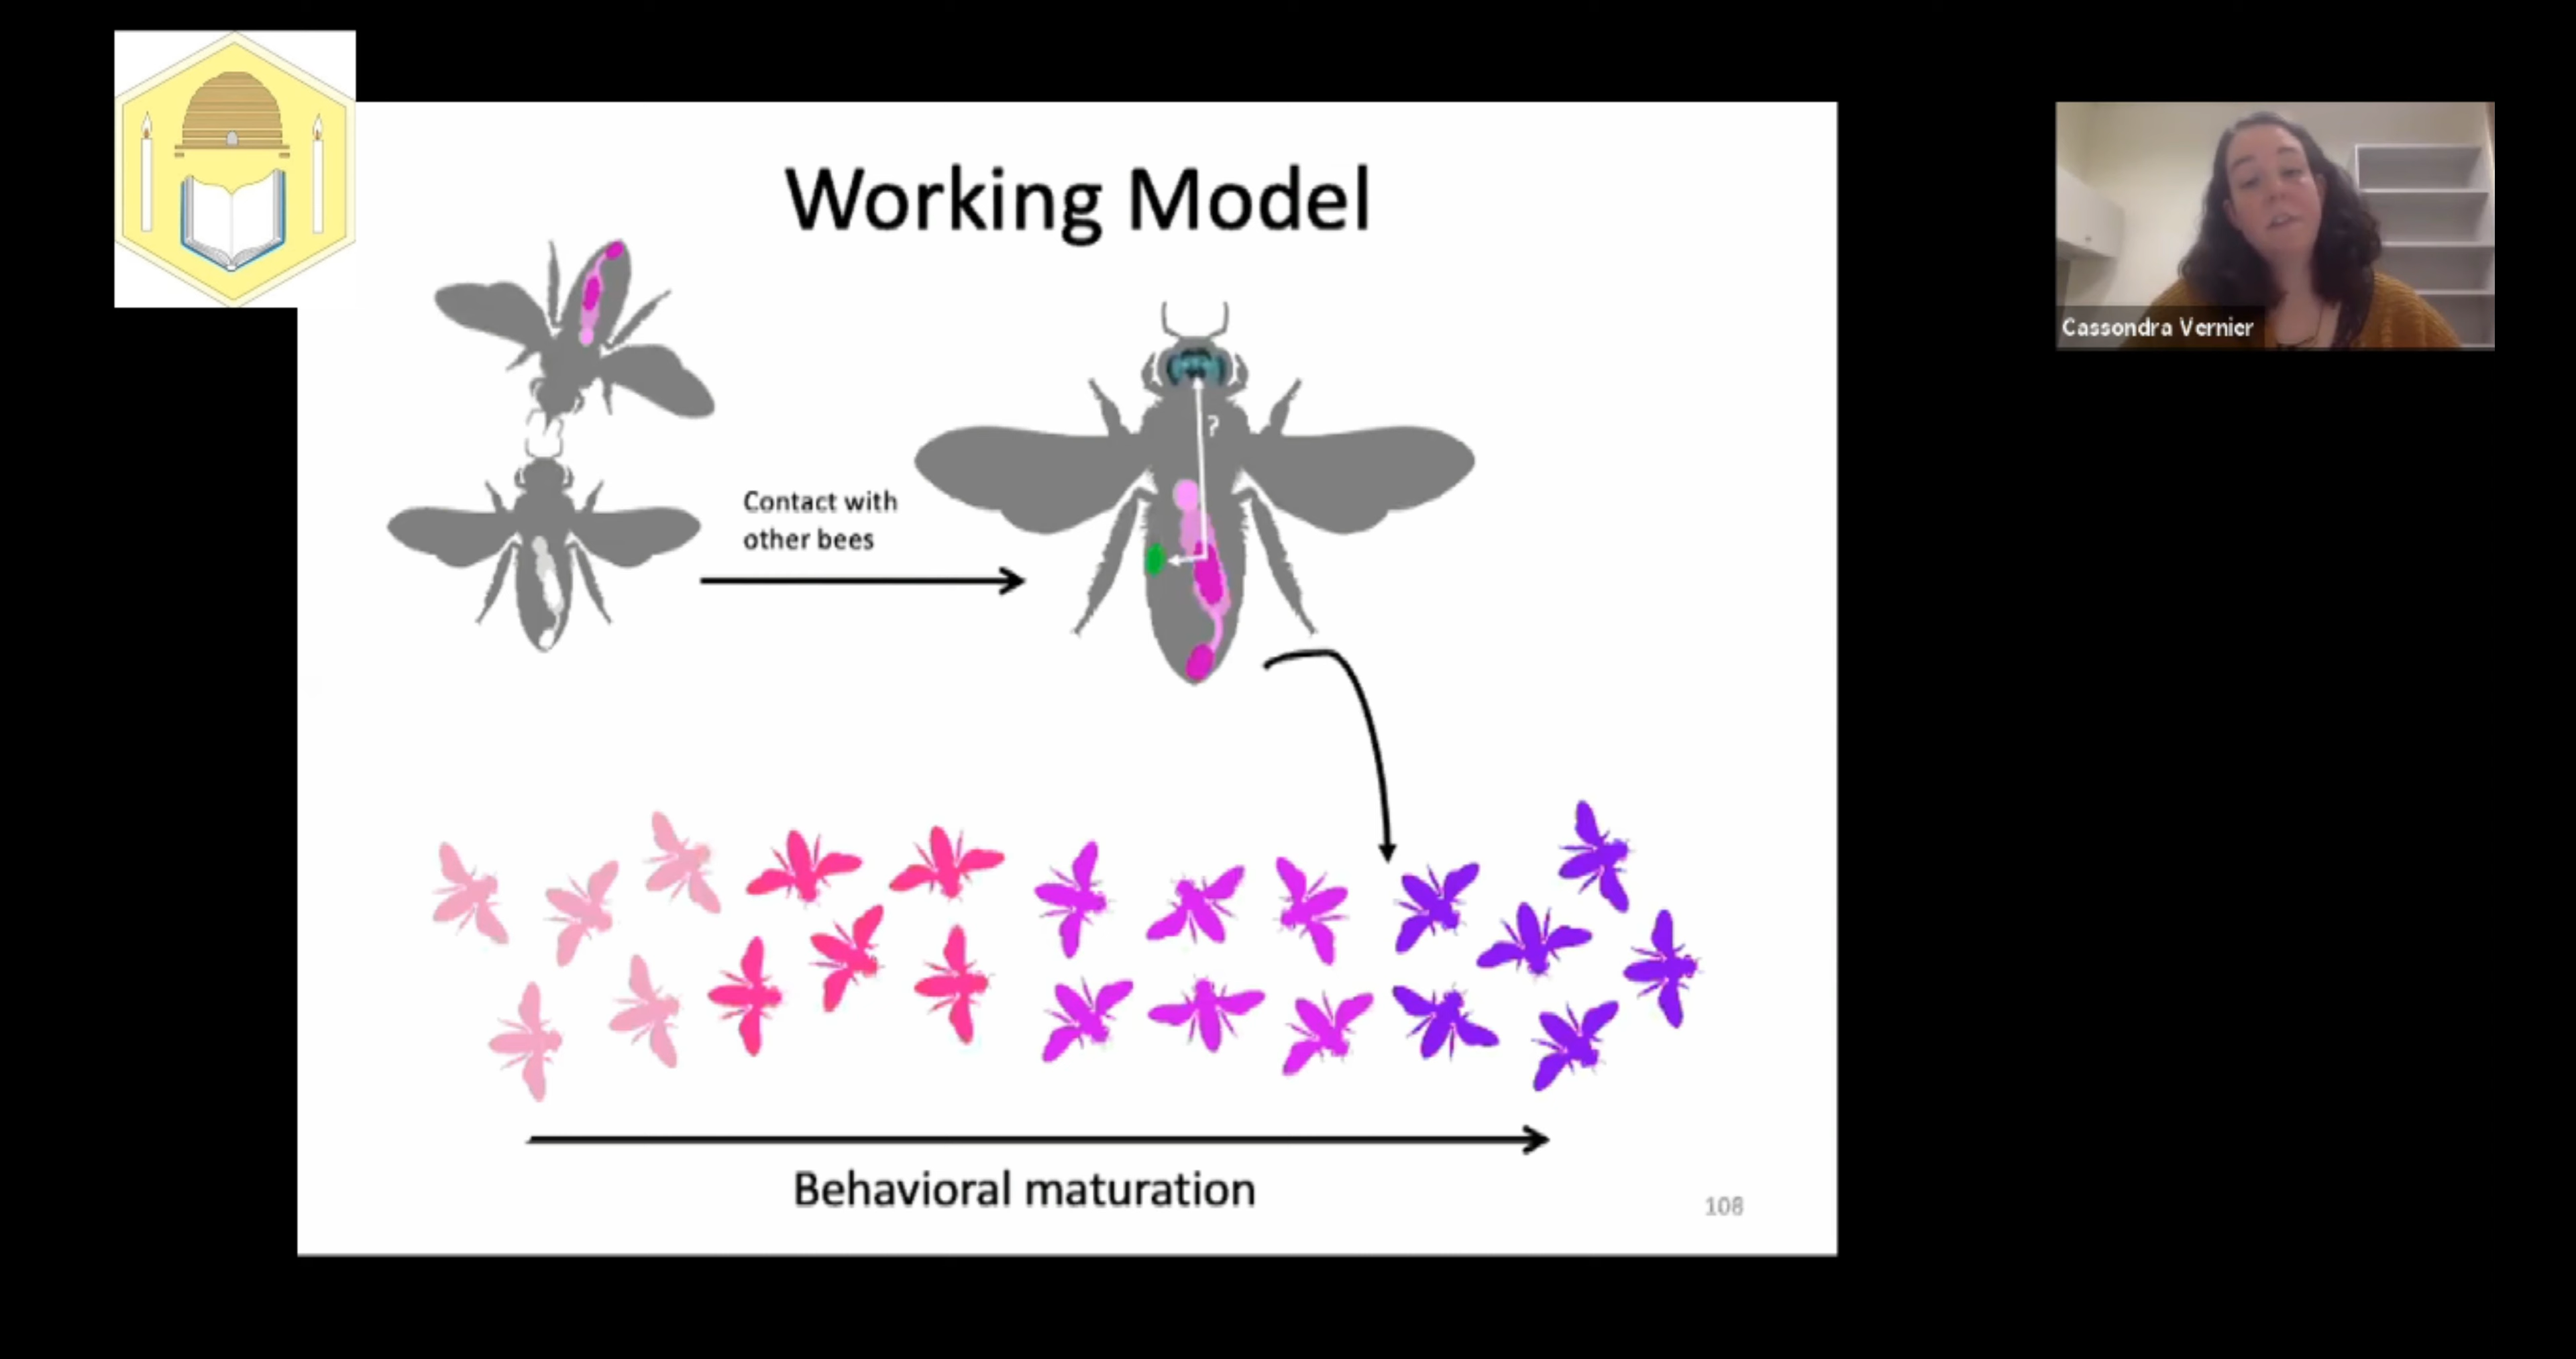 Working Model
Cassondra Vernier
?
Contact with
other bees
Behavioral maturation
108